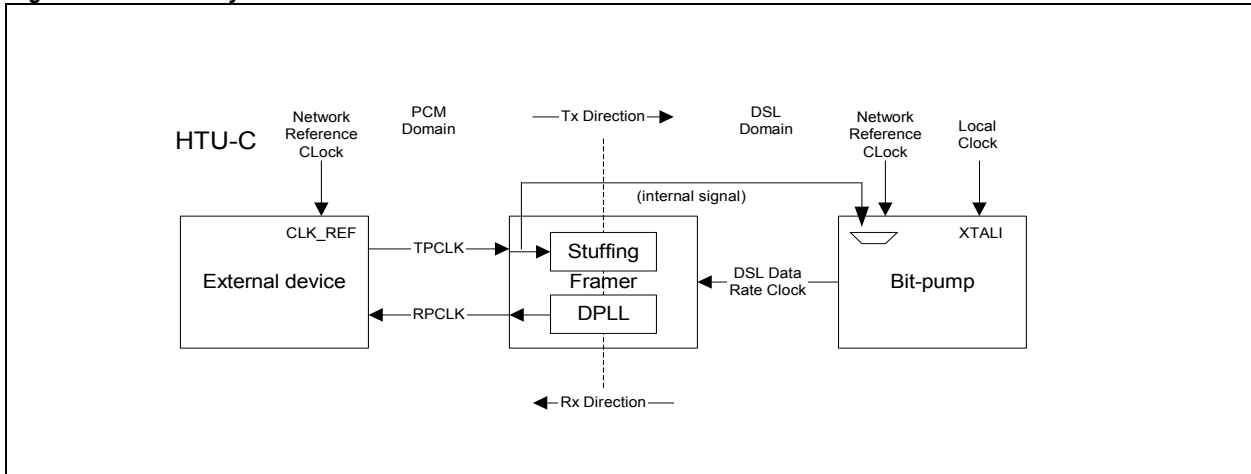 HTU-C
Network
Reference
CLock
PCM
Domain
Tx Direction
DSL
Domain
Network
Reference
CLock
Local
Clock
(internal signal)
CLK_REF
External device
TPCLK
RPCLK
Stuffing
Framer
DPLL
DSL Data
Rate Clock
XTALI
Bit-pump
Rx Direction